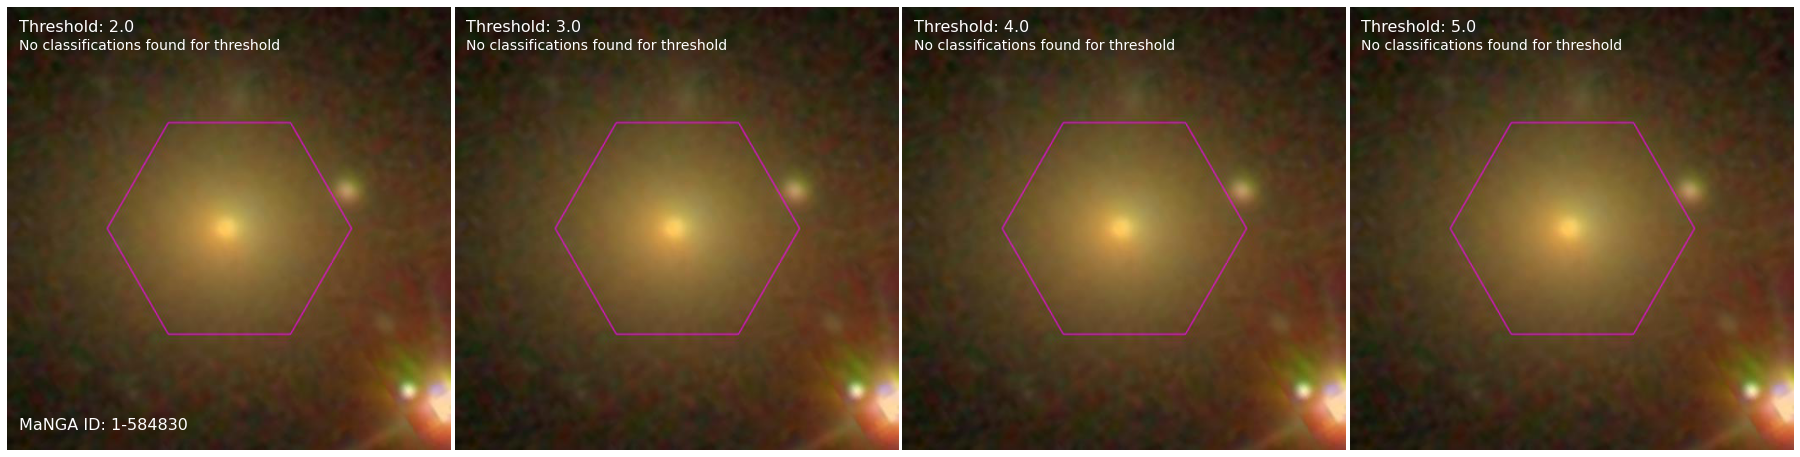 Threshold: 2.0
No classifications found for threshold
MaNGA ID: 1-584830
Threshold: 3.0
No classifications found for threshold
Threshold: 4.0
No classifications found for threshold
Threshold: 5.0
No classifications found for threshold